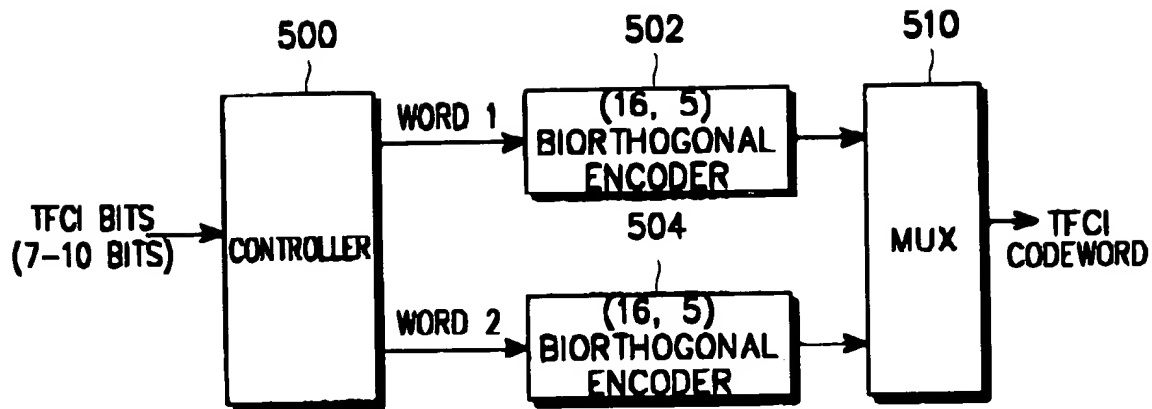 500
502
510
WORD 1
(16, 5)
BIORTHOGONAL
ENCODER
TFCI BITS
(7-10 BITS)
CONTROLLER
504
MUX
TFCI
CODEWORD
WORD 2
(16, 5)
BIORTHOGONAL
ENCODER